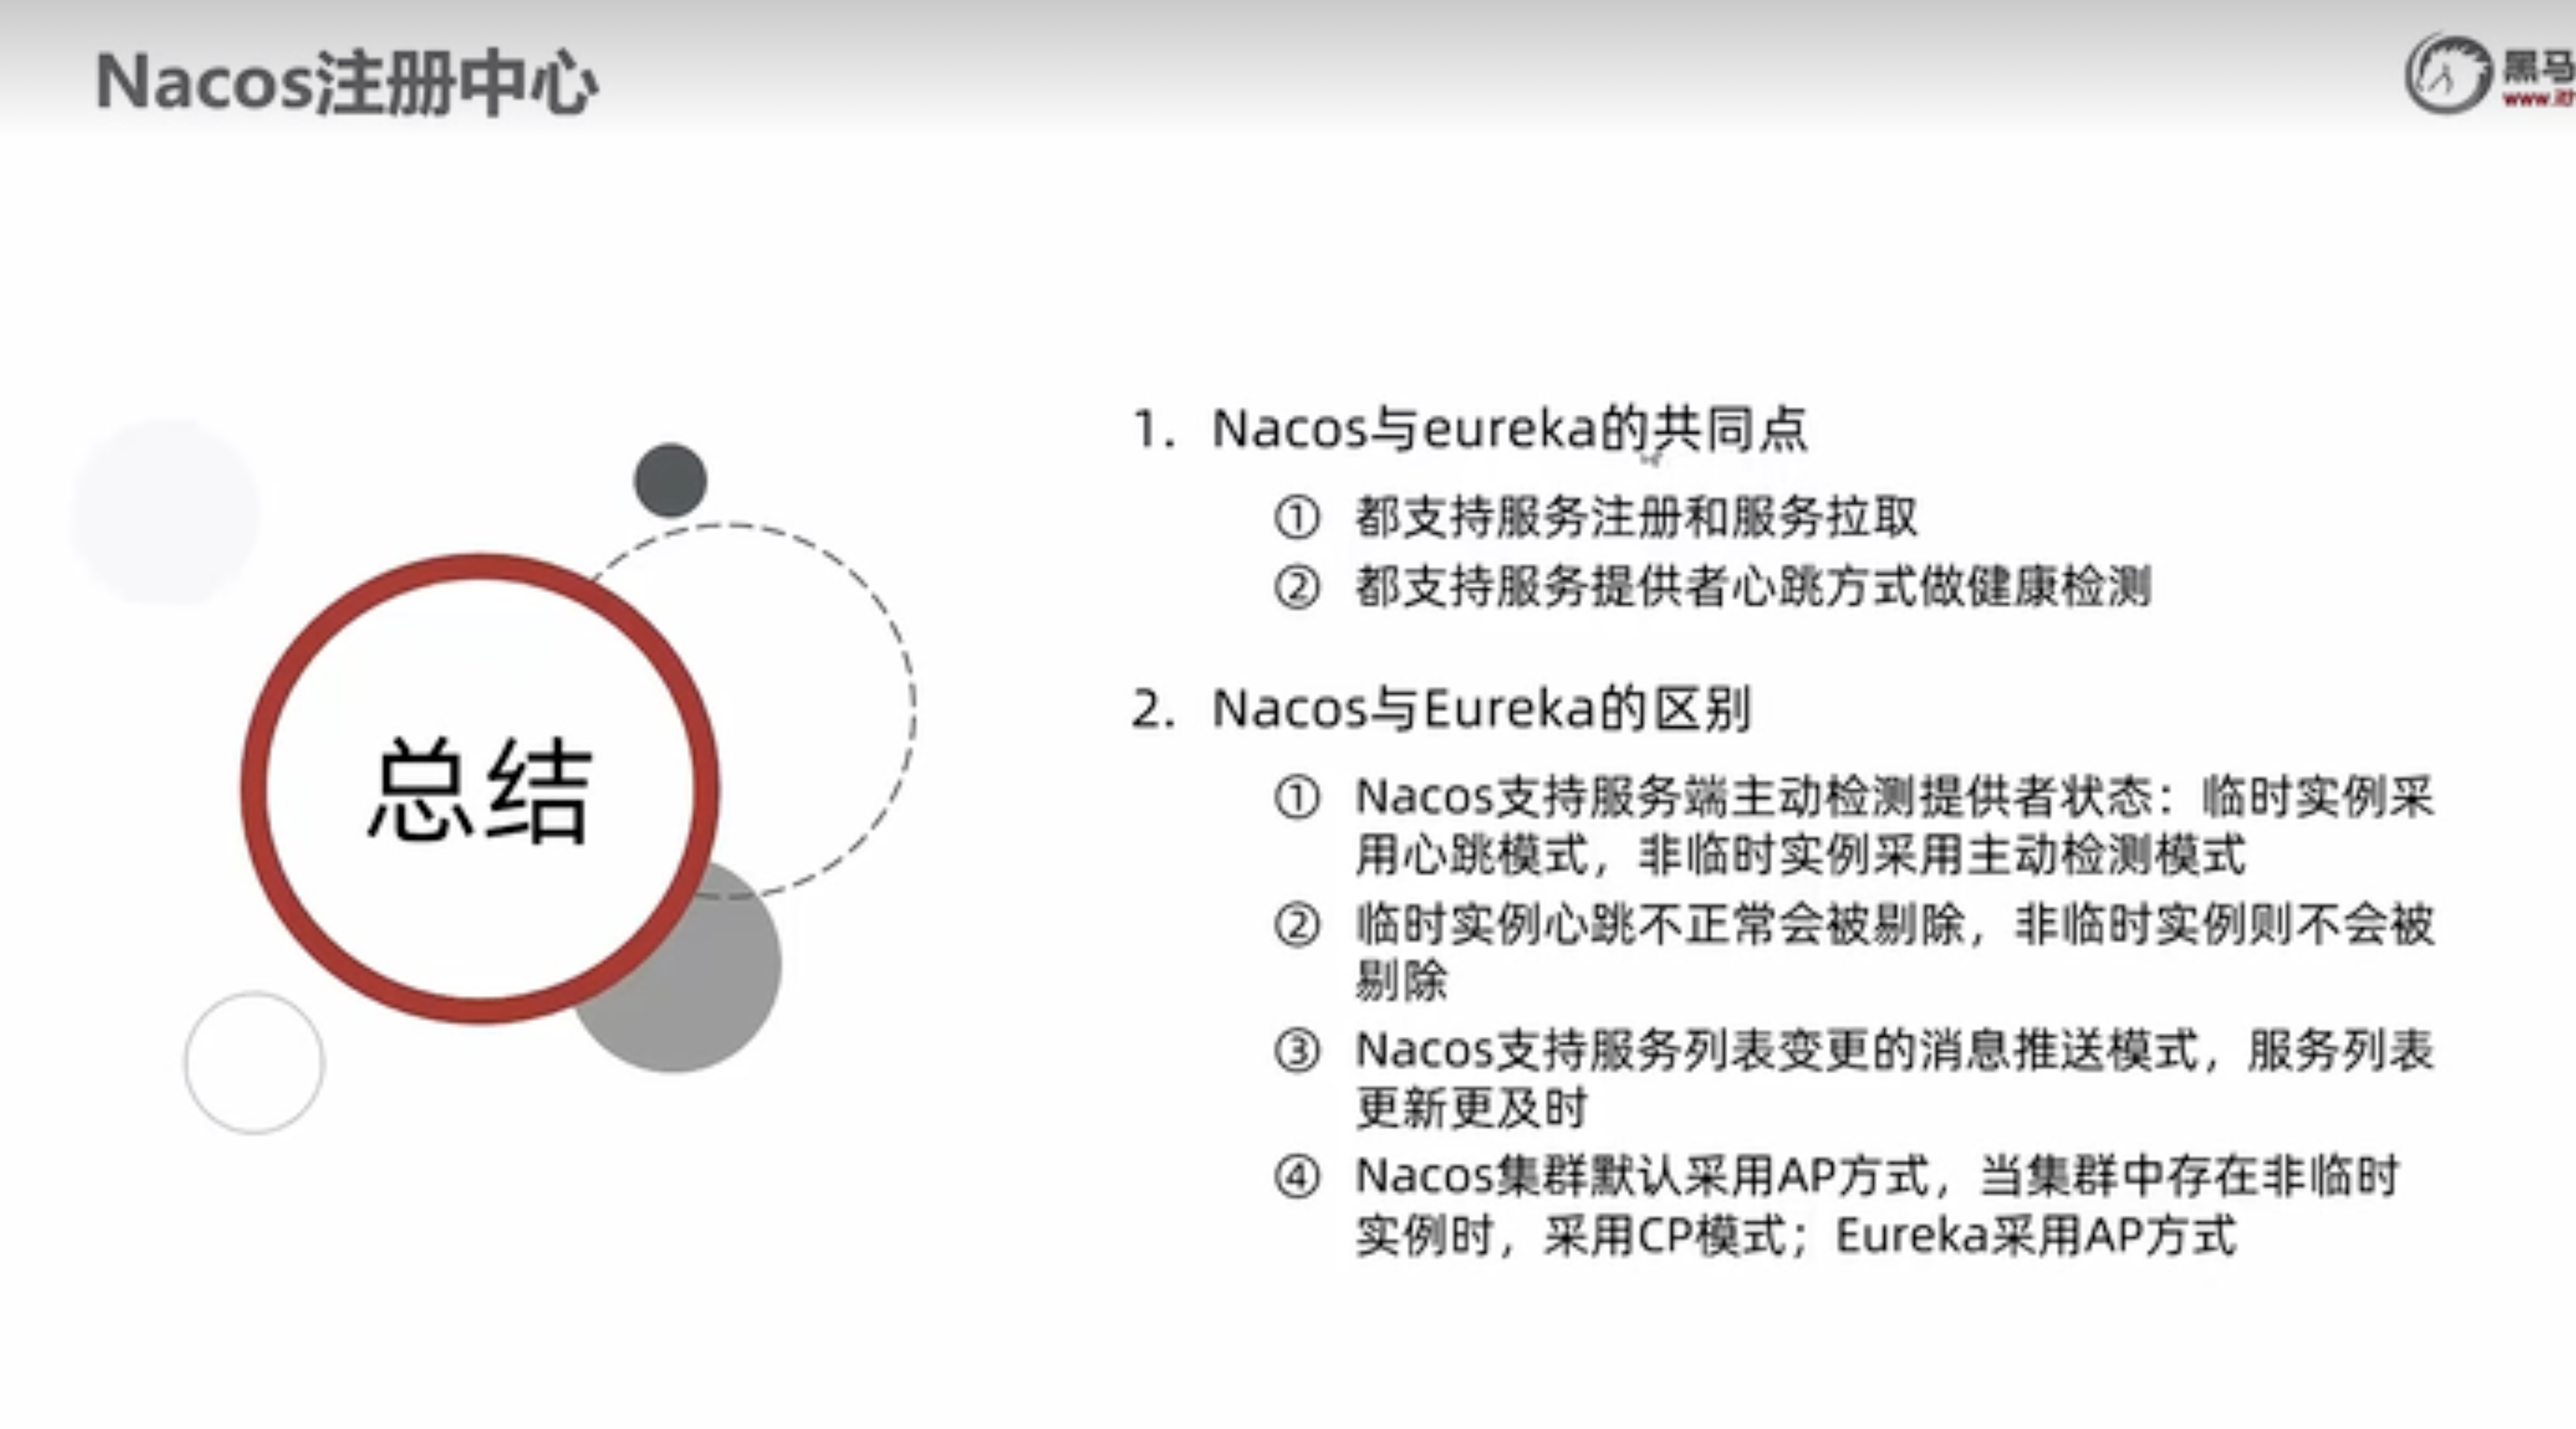 Nacos注册中心
黑马
www.it
总结
1. Nacos与eureka的共同点
① 都支持服务注册和服务拉取
② 都支持服务提供者心跳方式做健康检测
2. Nacos与Eureka的区别
① Nacos支持服务端主动检测提供者状态：临时实例采
用心跳模式，非临时实例采用主动检测模式
② 临时实例心跳不正常会被剔除，非临时实例则不会被
剔除
③ Nacos支持服务列表变更的消息推送模式，服务列表
更新更及时
④ Nacos集群默认采用AP方式，当集群中存在非临时
实例时，采用CP模式；Eureka采用AP方式